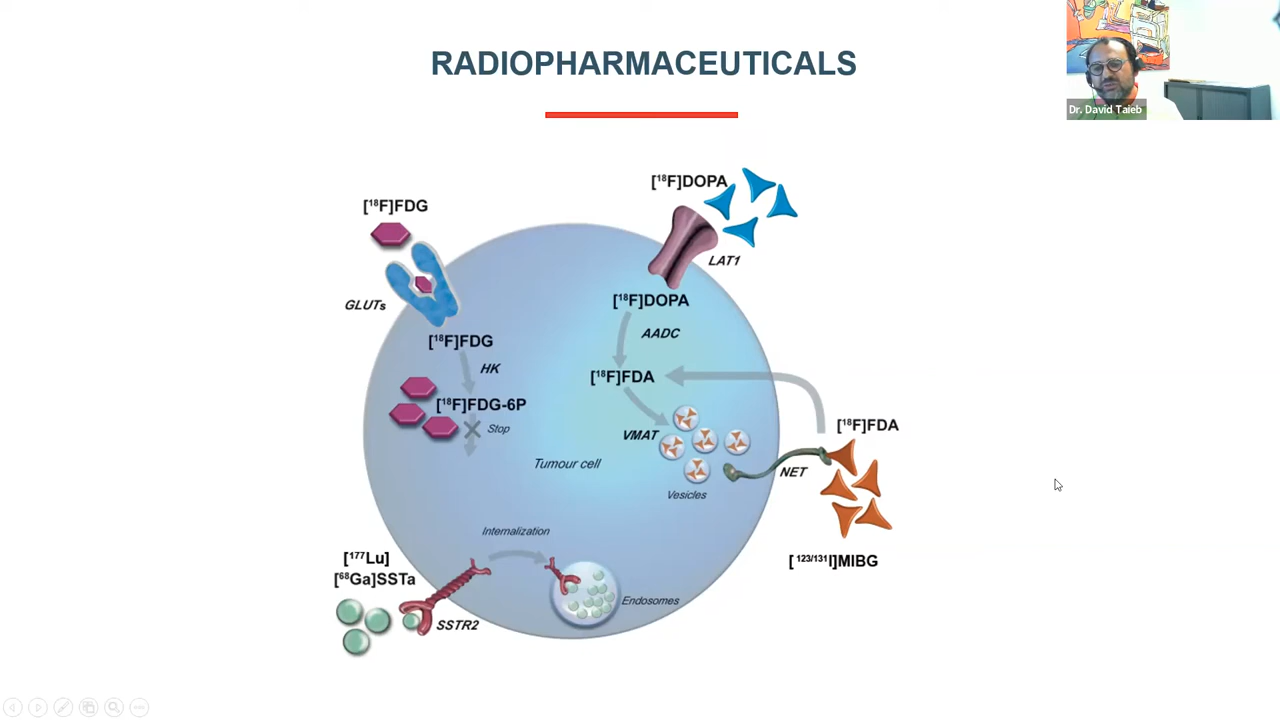 RADIOPHARMACEUTICALS
Dr. David Taieb
[¹⁸F]DOPA
[¹⁸F]FDG
LAT1
GLUTs
[¹⁸F]DOPA
AADC
[¹⁸F]FDG
HK
[¹⁸F]FDA
[¹⁸F]FDG-6P
Stop
VMAT
[¹⁸F]FDA
Tumour cell
NET
Vesicles
Internalization
[¹⁷⁷Lu]
[⁶⁸Ga]SSTa
[¹²³/¹³¹I]MIBG
Endosomes
SSTR2